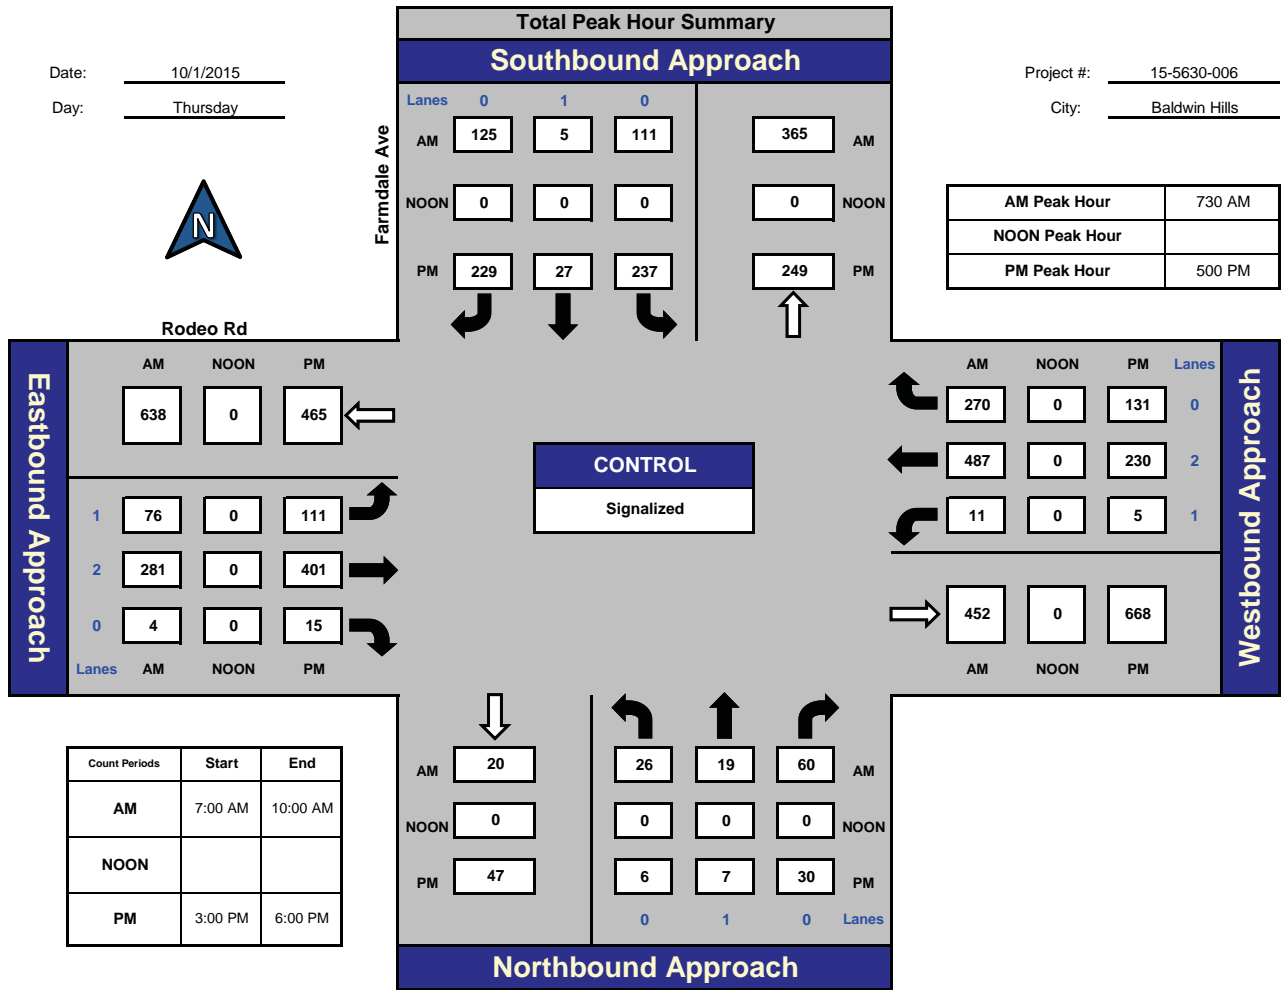 Total Peak Hour Summary
Southbound Approach
Date: 10/1/2015
Day: Thursday
Project #: 15-5630-006
City: Baldwin Hills
N
Farmdale Ave
Lanes 0 1 0
AM 125 5 111 365 AM
NOON 0 0 0 0 NOON
PM 229 27 237 249 PM
AM Peak Hour 730 AM
NOON Peak Hour
PM Peak Hour 500 PM
Rodeo Rd
Eastbound Approach
AM NOON PM
638 0 465
1 76 0 111
2 281 0 401
0 4 0 15
Lanes AM NOON PM
CONTROL
Signalized
AM NOON PM Lanes
270 0 131 0
487 0 230 2
11 0 5 1
452 0 668
AM NOON PM
Westbound Approach
Count Periods Start End
AM 7:00 AM 10:00 AM
NOON
PM 3:00 PM 6:00 PM
AM 20 26 19 60 AM
NOON 0 0 0 0 NOON
PM 47 6 7 30 PM
0 1 0 Lanes
Northbound Approach